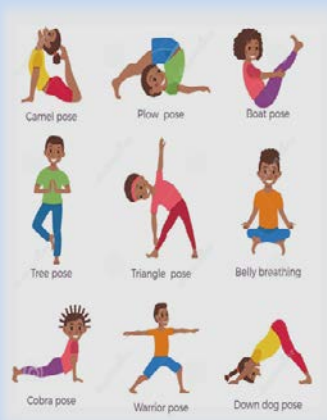 Camel pose
Plow pose
Boat pose
Tree pose
Triangle pose
Belly breathing
Cobra pose
Warrior pose
Down dog pose